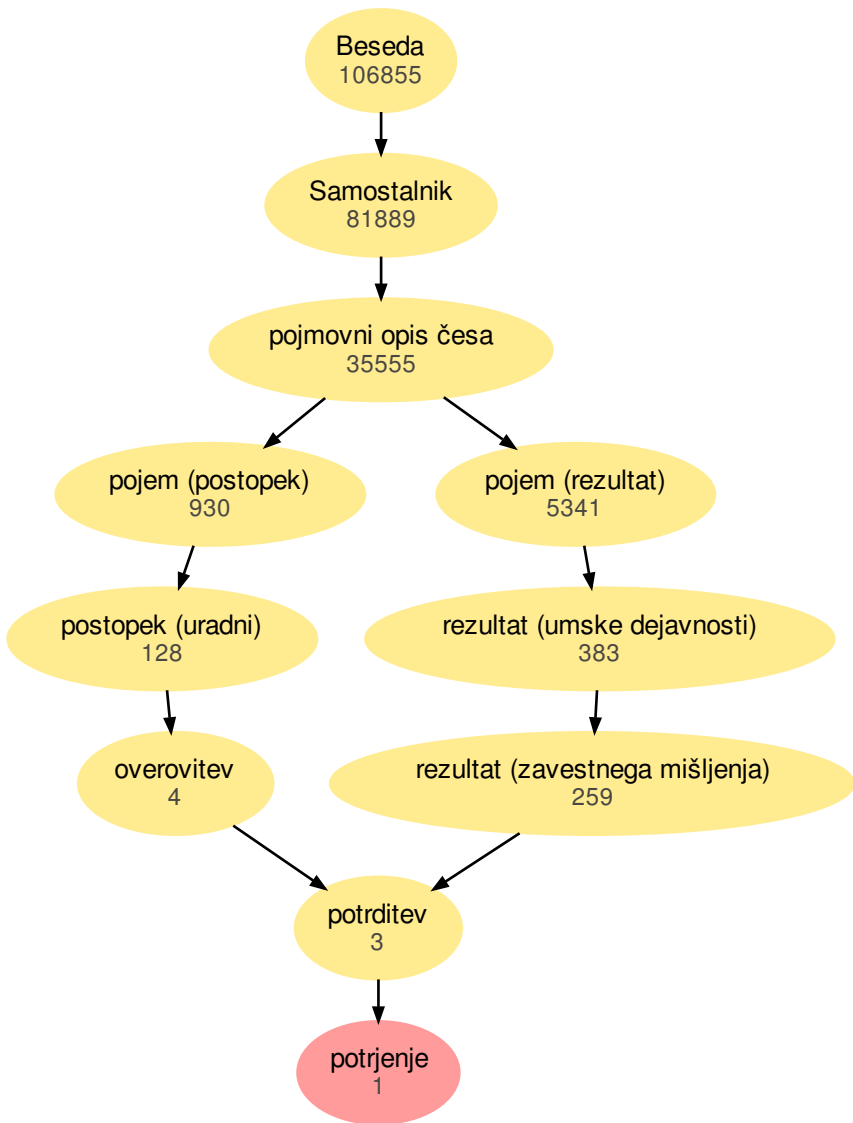 Beseda
106855
Samostalnik
81889
pojmovni opis česa
35555
pojem (postopek)
930
pojem (rezultat)
5341
postopek (uradni)
128
rezultat (umske dejavnosti)
383
overovitev
4
rezultat (zavestnega mišljenja)
259
potrditev
3
potrjenje
1